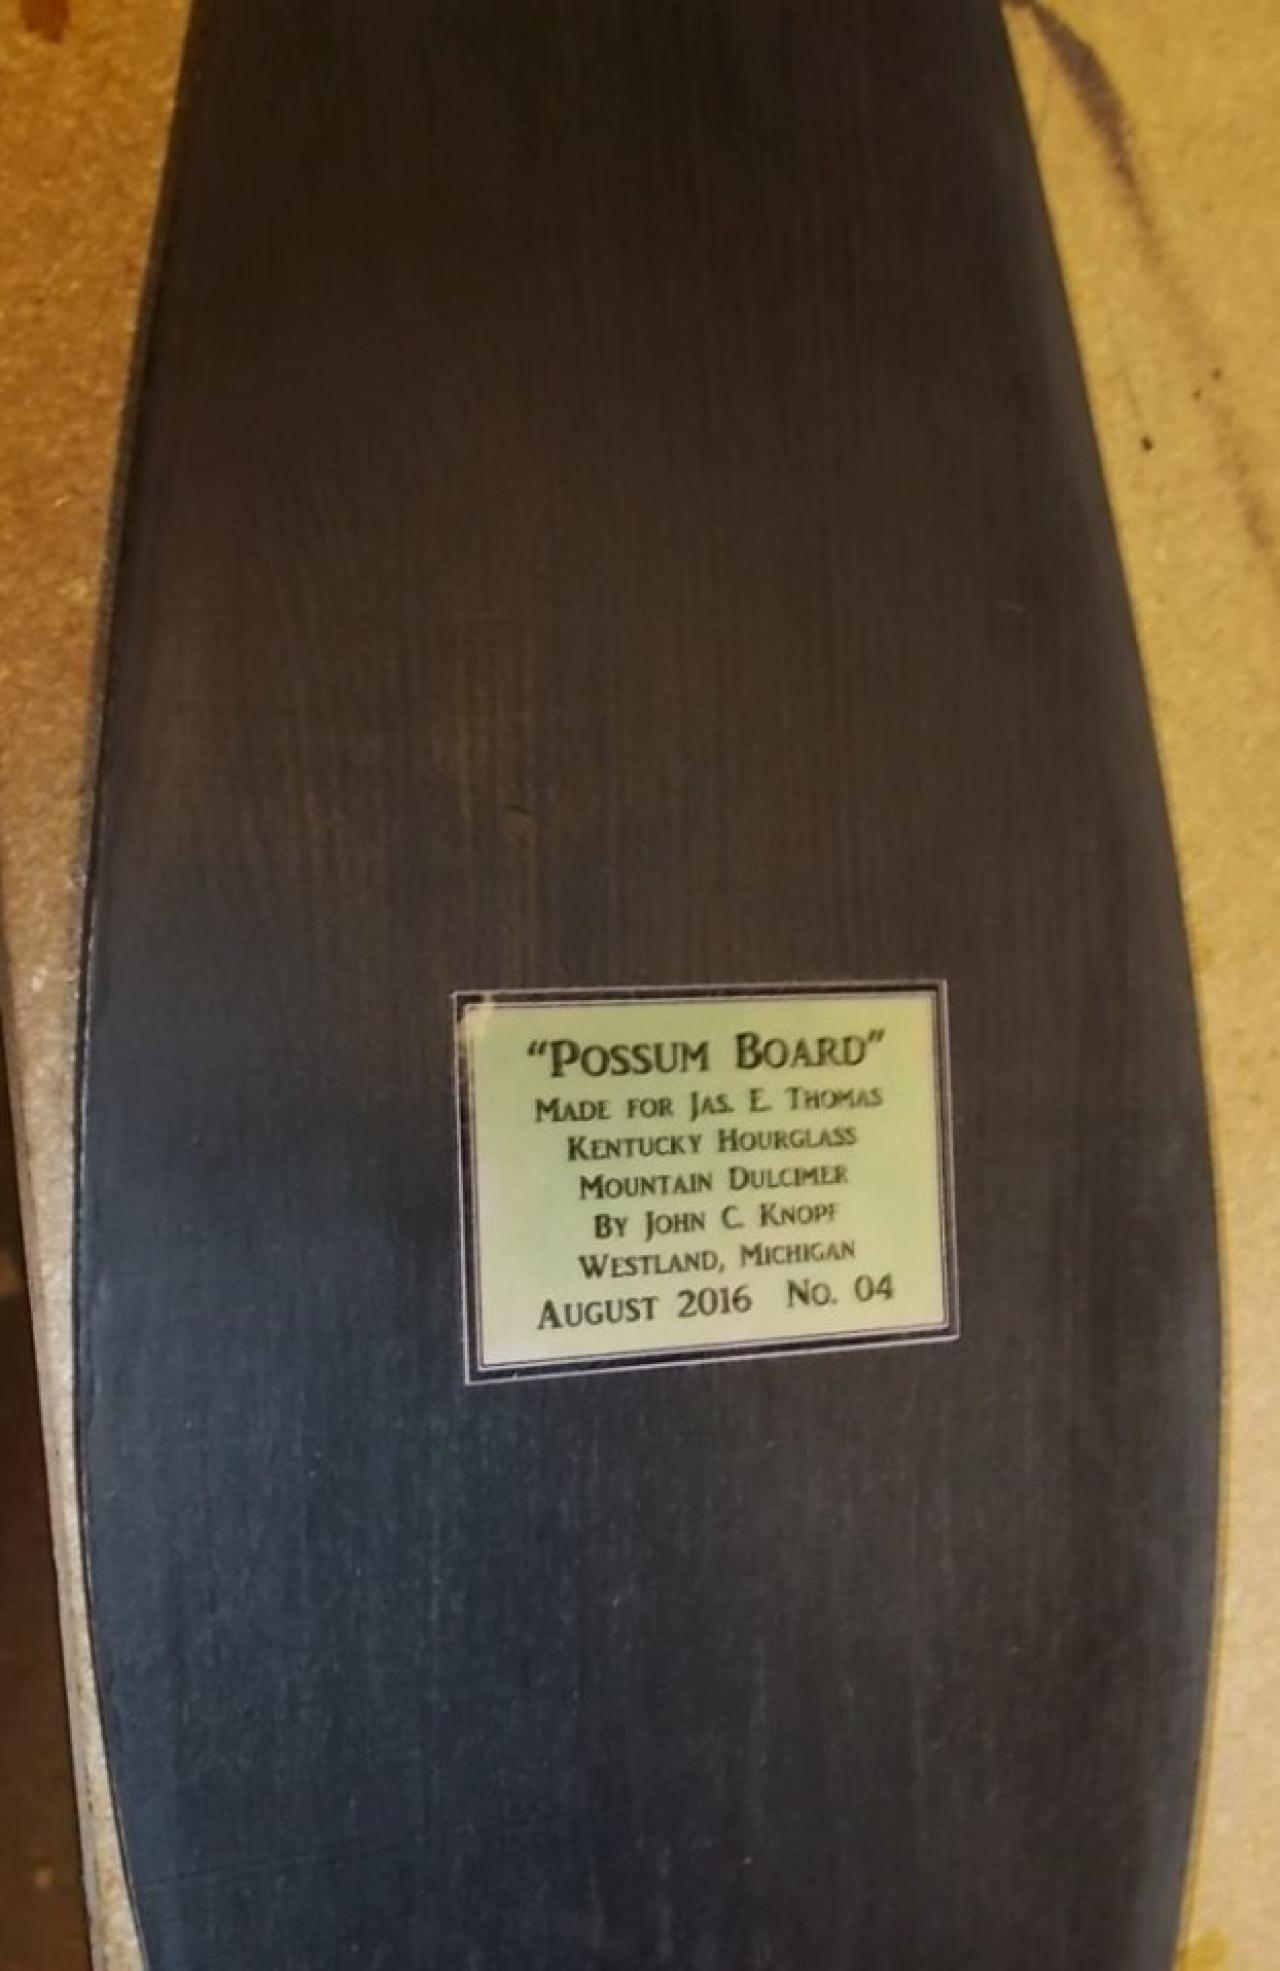 “Possum Board”
Made for Jas. E. Thomas
Kentucky Hourglass
Mountain Dulcimer
By John C. Knopf
Westland, Michigan
August 2016 No. 04